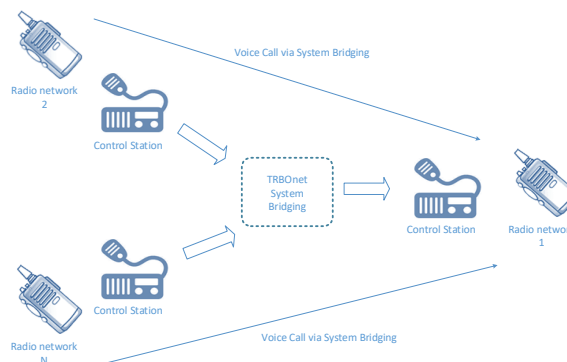 Voice Call via System Bridging
Radio network
2
Control Station
TRBOnet
System
Bridging
Control Station
Radio network
1
Control Station
Radio network
N
Voice Call via System Bridging